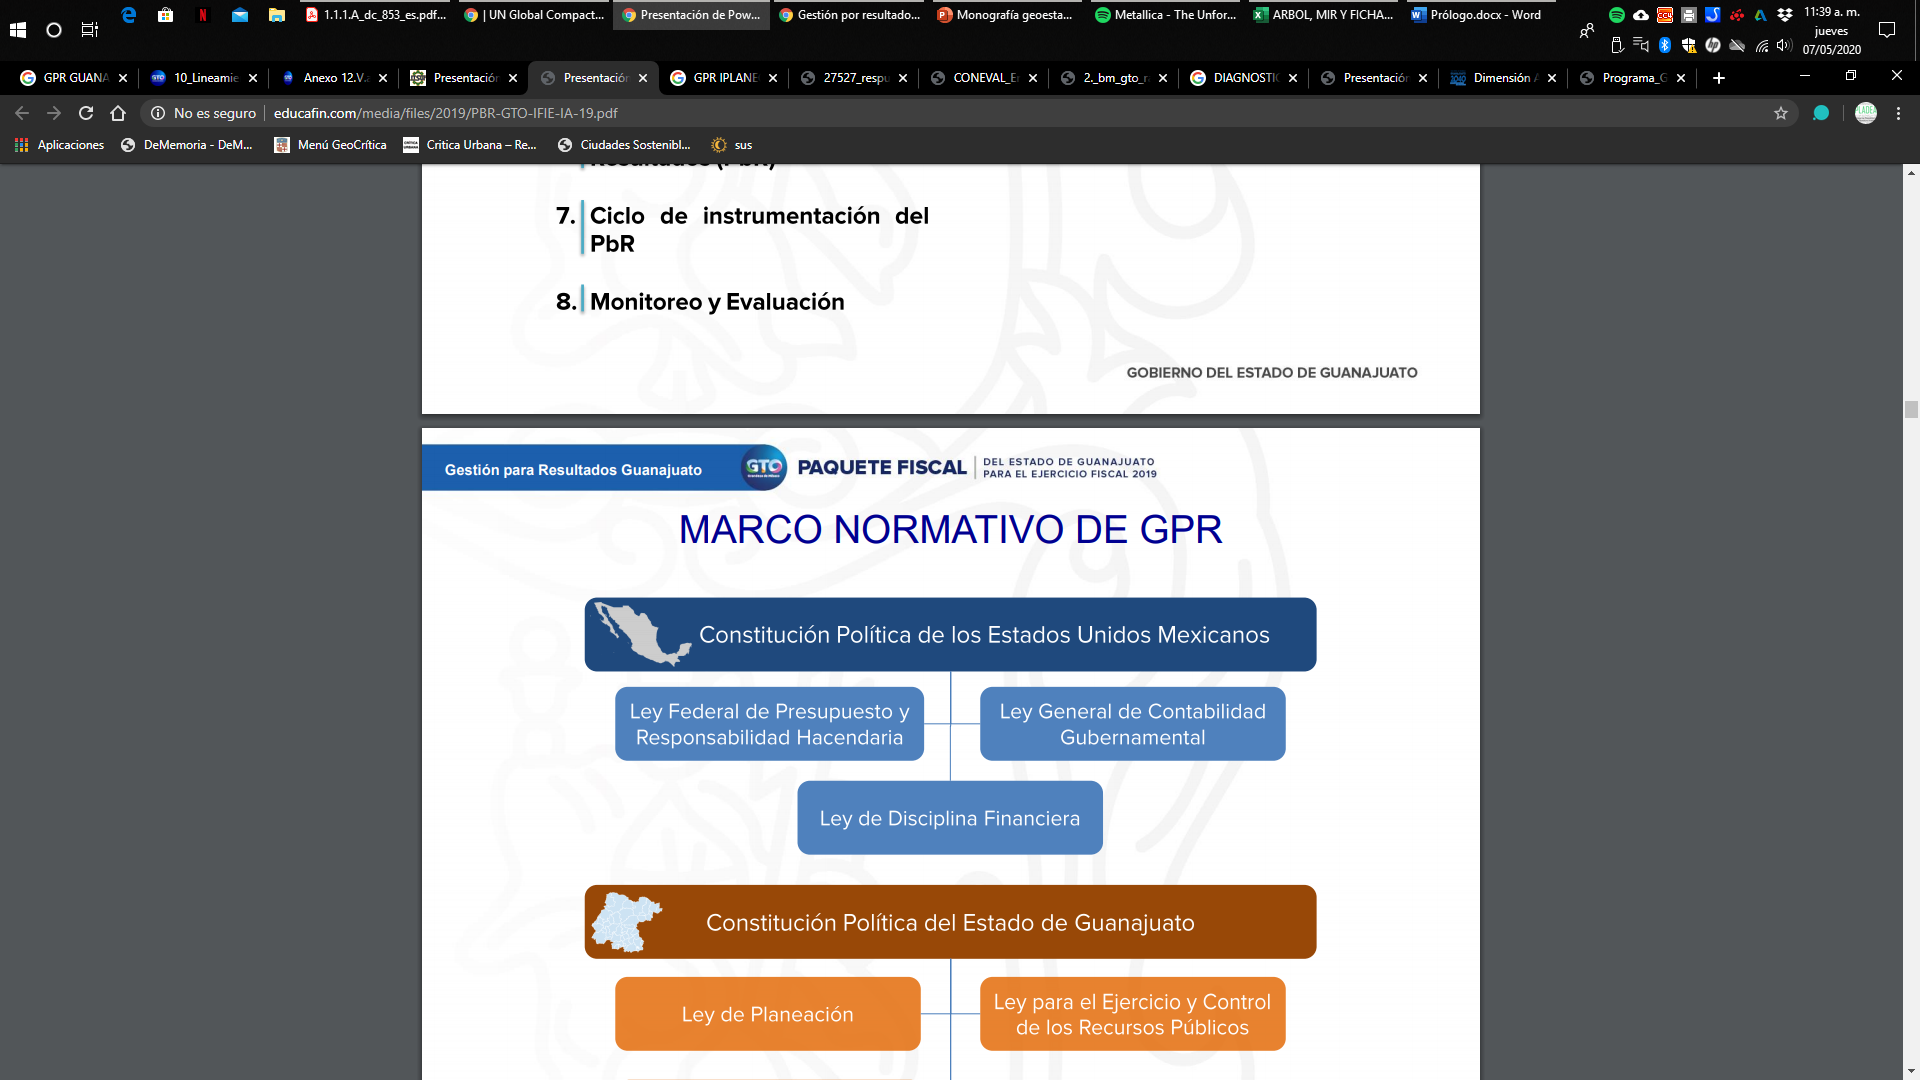 1.1.1.A_dc_853_es.pdf...
| UN Global Compact...
Presentación de Pow...
Gestión por resultado...
Monografía geoesta...
Metallica - The Unfor...
ARBOL, MIR Y FICHA...
Prólogo.docx - Word
11:39 a. m.
jueves
07/05/2020
GPR GUANA
10_Lineamie
Anexo 12.V.
Presentación
Presentación
GPR IPLANE
27527_respu
CONEVAL_E
2._bm_gto_r
DIAGNOSTI
Presentación
Dimensión
Programa_G
No es seguro | educafin.com/media/files/2019/PBR-GTO-IFIE-IA-19.pdf
Aplicaciones
DeMemoria - DeM...
Menú GeoCrítica
Critica Urbana – Re...
Ciudades Sostenibl...
sus
Resultados (PbR)
7. Ciclo de instrumentación del
PbR
8. Monitoreo y Evaluación
GOBIERNO DEL ESTADO DE GUANAJUATO
Gestión para Resultados Guanajuato
GTO
PAQUETE FISCAL
DEL ESTADO DE GUANAJUATO
PARA EL EJERCICIO FISCAL 2019
MARCO NORMATIVO DE GPR
Constitución Política de los Estados Unidos Mexicanos
Ley Federal de Presupuesto y
Responsabilidad Hacendaria
Ley General de Contabilidad
Gubernamental
Ley de Disciplina Financiera
Constitución Política del Estado de Guanajuato
Ley de Planeación
Ley para el Ejercicio y Control
de los Recursos Públicos